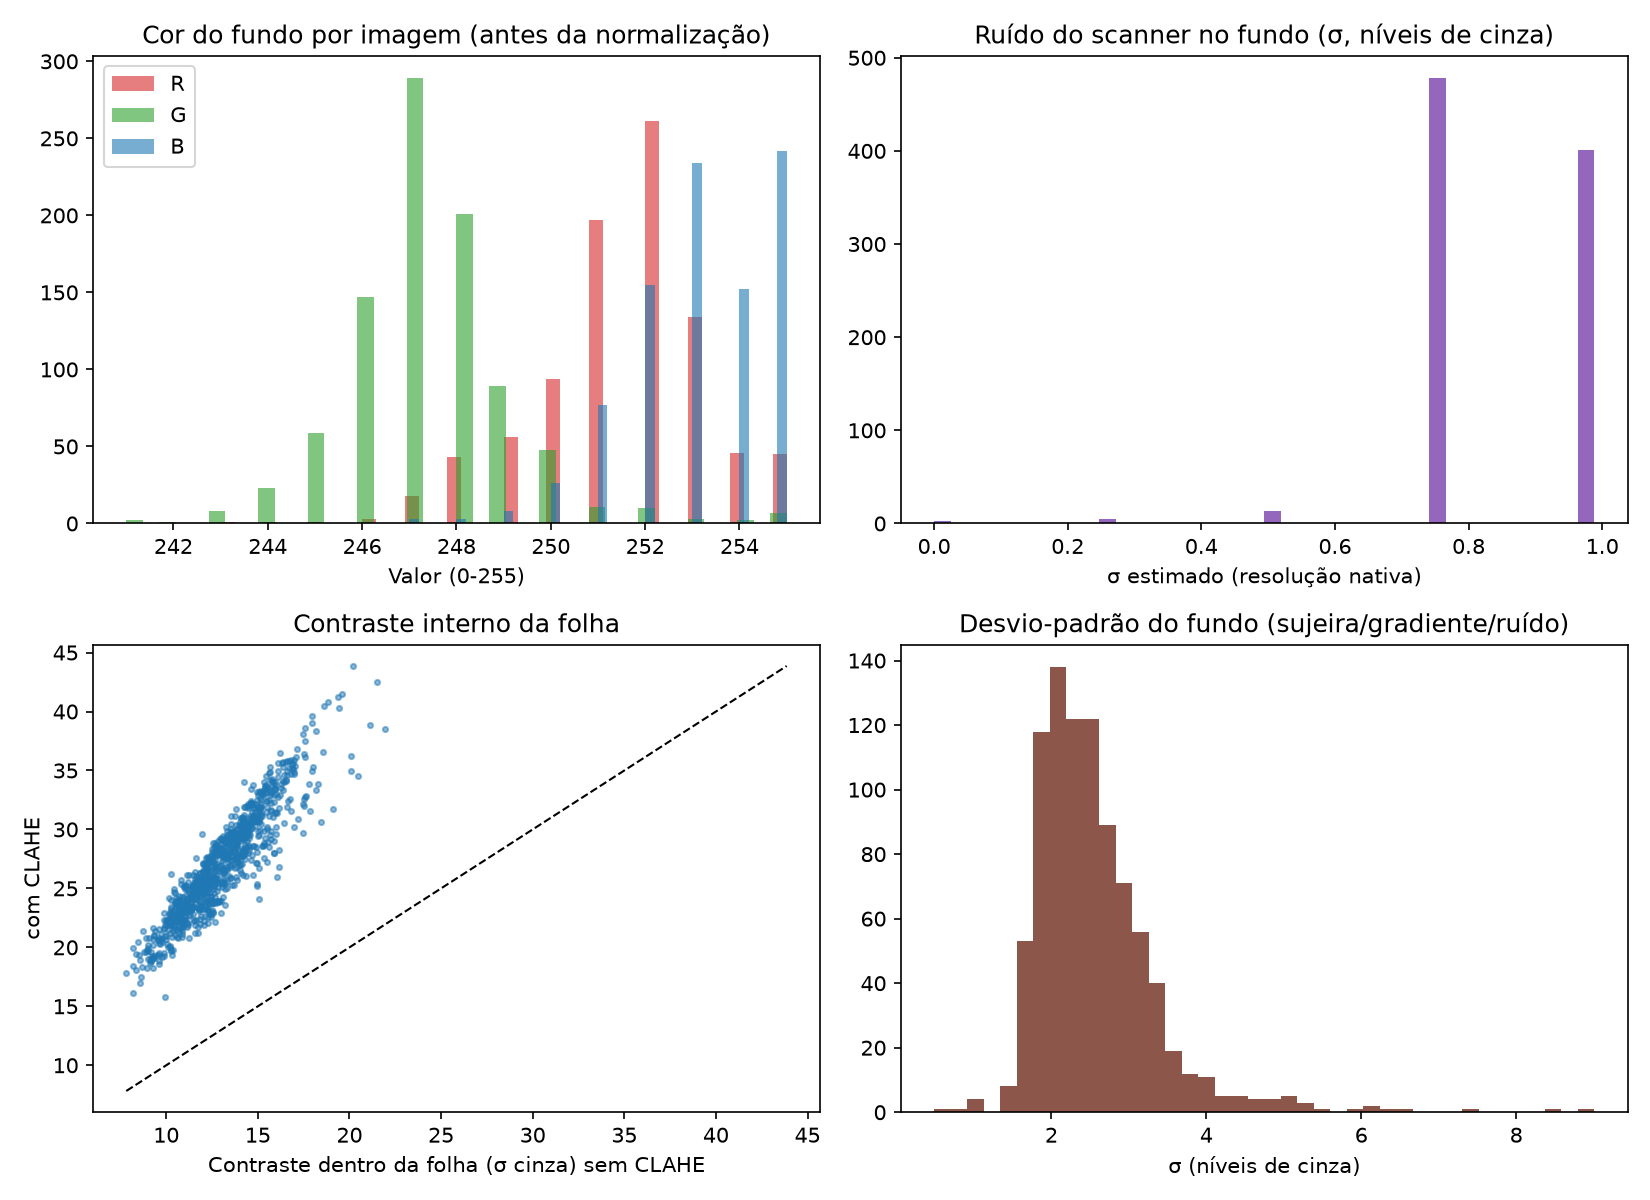 Cor do fundo por imagem (antes da normalização)
300
250
200
150
100
50
0
R
G
B
242 244 246 248 250 252 254
Valor (0-255)
Ruído do scanner no fundo (σ, níveis de cinza)
500
400
300
200
100
0
0.0 0.2 0.4 0.6 0.8 1.0
σ estimado (resolução nativa)
Contraste interno da folha
com CLAHE
45
40
35
30
25
20
15
10
10 15 20 25 30 35 40 45
Contraste dentro da folha (σ cinza) sem CLAHE
Desvio-padrão do fundo (sujeira/gradiente/ruído)
140
120
100
80
60
40
20
0
2 4 6 8
σ (níveis de cinza)